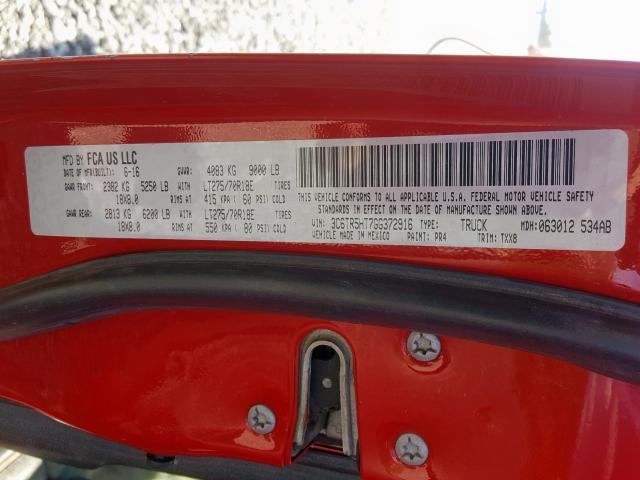 MFD BY FCA US LLC
DATE OF MFR(BUILT): 6-16 GVWR: 4083 KG 9000 LB
GAWR FRONT: 2382 KG 5250 LB WITH LT275/70R18E TIRES
18X8.0 RIMS AT 415 KPA( 60 PSI) COLD
GAWR REAR: 2813 KG 6200 LB WITH LT275/70R18E TIRES
18X8.0 RIMS AT 550 KPA( 80 PSI) COLD
THIS VEHICLE CONFORMS TO ALL APPLICABLE U.S.A. FEDERAL MOTOR VEHICLE SAFETY
STANDARDS IN EFFECT ON THE DATE OF MANUFACTURE SHOWN ABOVE.
VIN: 3C6TR5HT7GG372916 TYPE: TRUCK MDH: 063012 534AB
VEHICLE MADE IN MEXICO PAINT: PR4 TRIM: TXX8